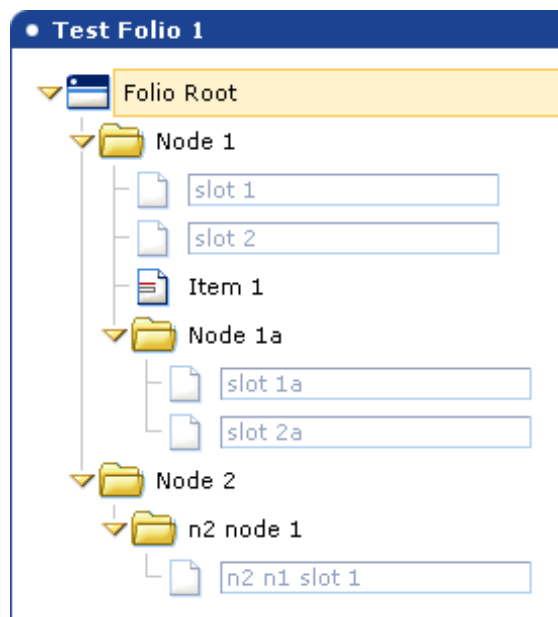 Test Folio 1
Folio Root
Node 1
slot 1
slot 2
Item 1
Node 1a
slot 1a
slot 2a
Node 2
n2 node 1
n2 n1 slot 1